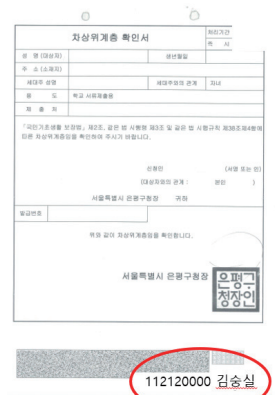 차상위계층 확인서
처리기간
즉 시
성 명 (대상자)
생년월일
주 소 (소재지)
세대주 성명
세대주와의 관계
자녀
용 도
학교 서류제출용
제 출 처
「국민기초생활 보장법」제2조, 같은 법 시행령 제3조 및 같은 법 시행규칙 제38조제4항에
따른 차상위계층임을 확인하여 주시기 바랍니다.
신청인
(서명 또는 인)
(대상자와의 관계 : 본인 )
서울특별시 은평구청장 귀하
발급번호
위와 같이 차상위계층임을 확인합니다.
서울특별시 은평구청장
은평구
청장인
112120000 김숭실